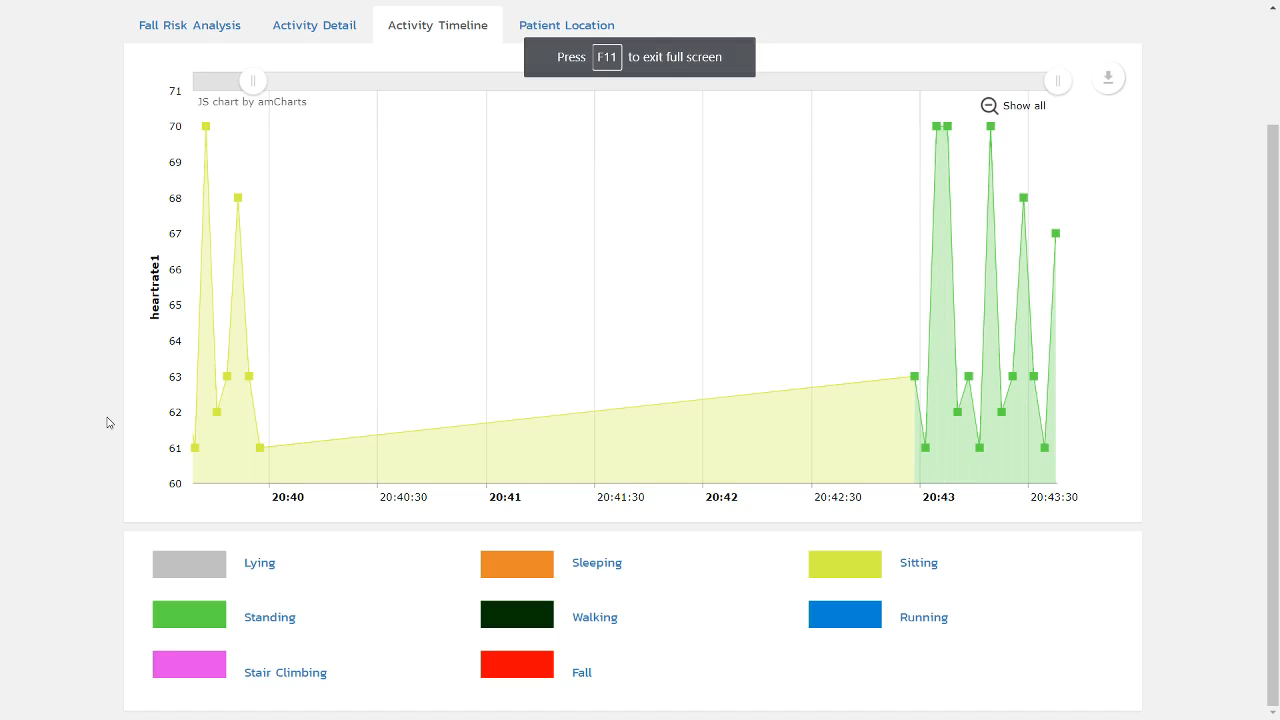 Fall Risk Analysis Activity Detail Activity Timeline Patient Location
Press F11 to exit full screen
JS chart by amCharts
Show all
71
70
69
68
67
66
65
64
63
62
61
60
heartrate1
20:40 20:40:30 20:41 20:41:30 20:42 20:42:30 20:43 20:43:30
Lying Sleeping Sitting
Standing Walking Running
Stair Climbing Fall